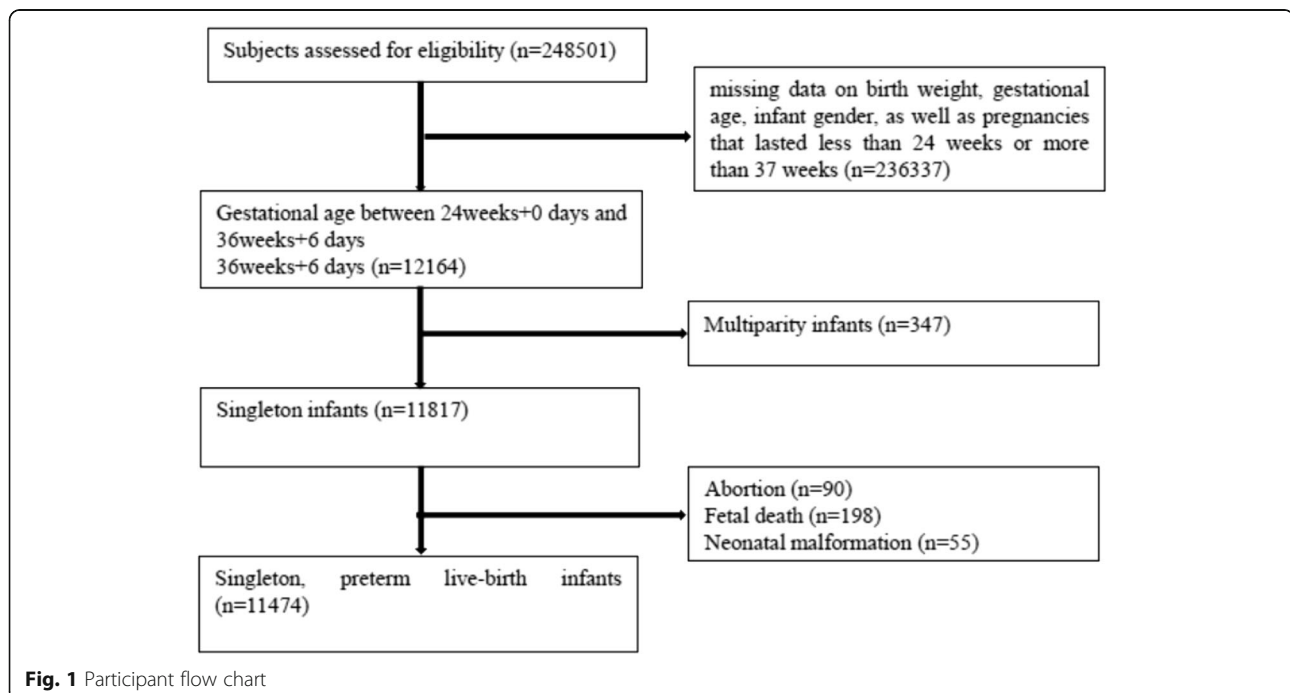 Subjects assessed for eligibility (n=248501)
missing data on birth weight, gestational
age, infant gender, as well as pregnancies
that lasted less than 24 weeks or more
than 37 weeks (n=236337)
Gestational age between 24weeks+0 days and
36weeks+6 days
36weeks+6 days (n=12164)
Multiparity infants (n=347)
Singleton infants (n=11817)
Abortion (n=90)
Fetal death (n=198)
Neonatal malformation (n=55)
Singleton, preterm live-birth infants
(n=11474)
Fig. 1 Participant flow chart